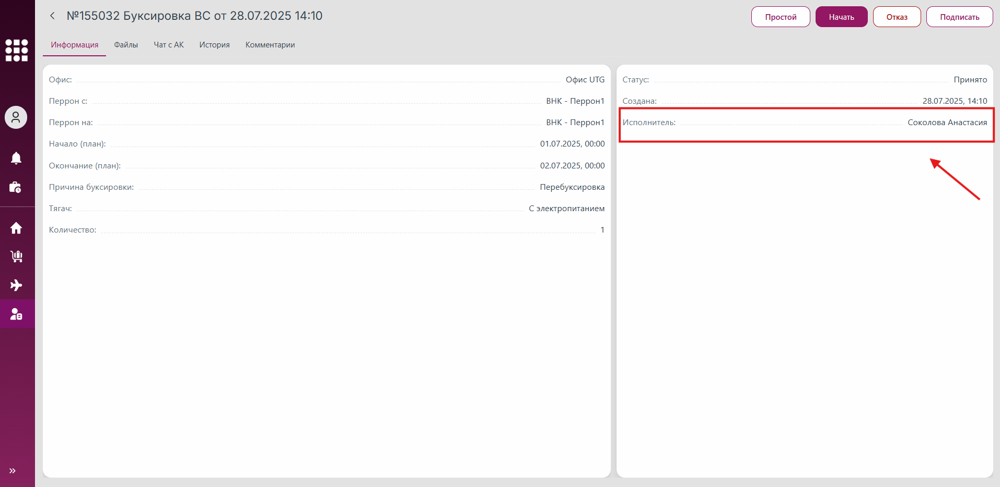 №155032 Буксировка ВС от 28.07.2025 14:10
Простой Начать Отказ Подписать
Информация Файлы Чат с АК История Комментарии
Офис: Офис UTG
Перрон с: ВНК - Перрон1
Перрон на: ВНК - Перрон1
Начало (план): 01.07.2025, 00:00
Окончание (план): 02.07.2025, 00:00
Причина буксировки: Перебуксировка
Тягач: С электропитанием
Количество: 1
Статус: Принято
Создана: 28.07.2025, 14:10
Исполнитель: Соколова Анастасия